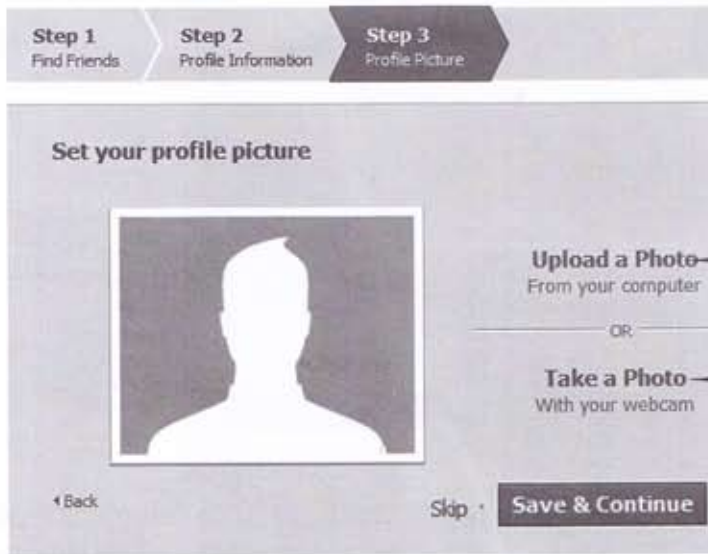 Step 1
Find Friends
Step 2
Profile Information
Step 3
Profile Picture
Set your profile picture
Upload a Photo
From your computer
OR
Take a Photo
With your webcam
Back
Skip ·
Save & Continue